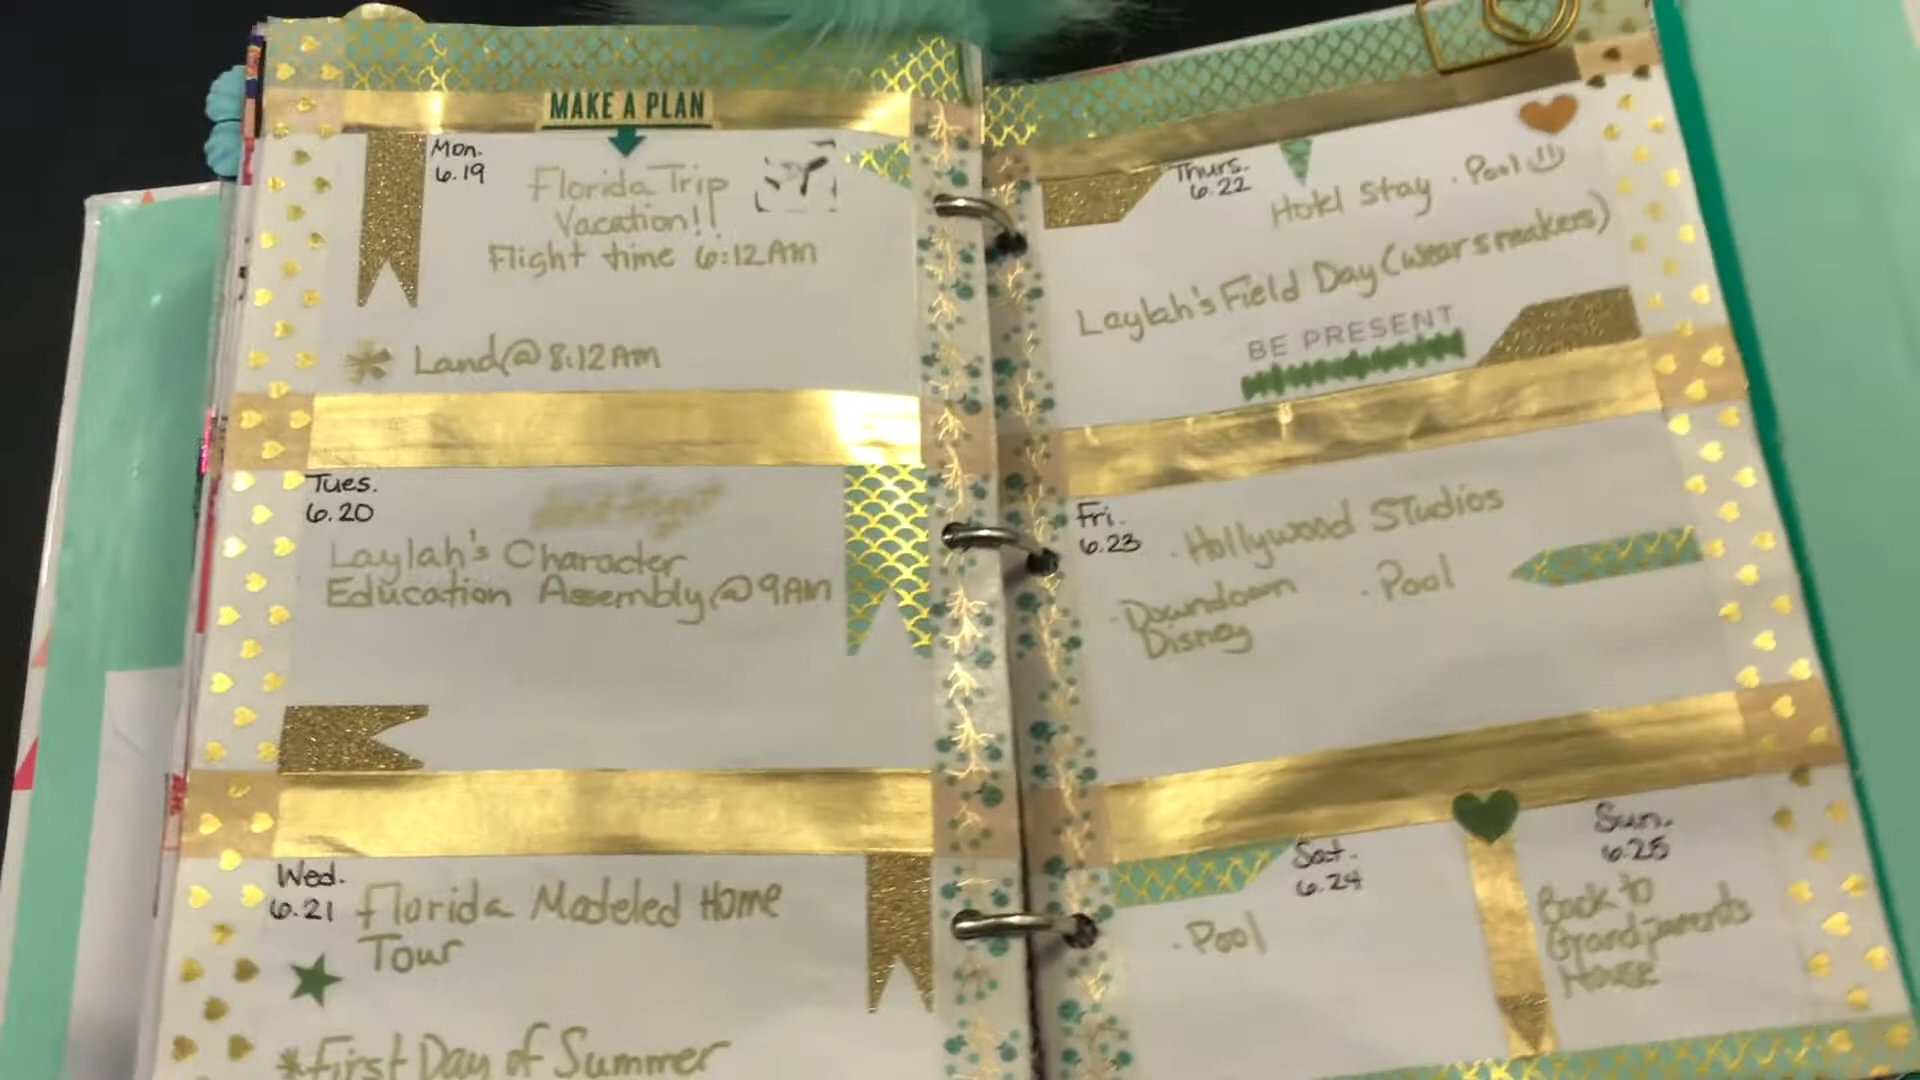 MAKE A PLAN
Mon.
6.19
Florida Trip
Vacation!!
Flight time 6:12AM
Land@8:12AM
Tues.
6.20
Laylah's Character
Education Assembly@9AM
Wed.
6.21
Florida Modeled Home
Tour
*First Day of Summer
Thurs.
6.22
Hotel Stay · Pool
Laylah's Field Day (wear sneakers)
BE PRESENT
Fri.
6.23
· Hollywood Studios
· Pool
Disney
Sat.
6.24
· Pool
Sun.
6.25
Back to
Grandparents
House